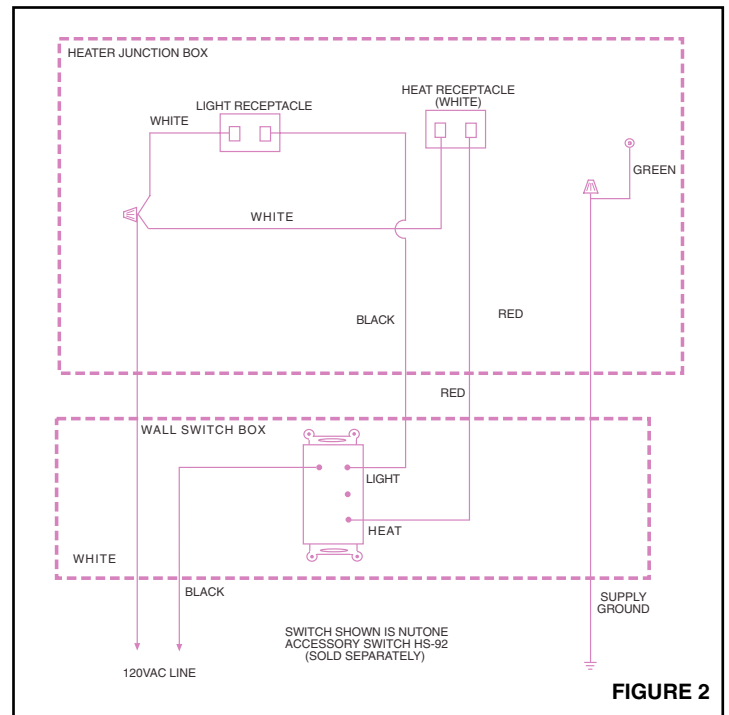 HEATER JUNCTION BOX
HEAT RECEPTACLE
(WHITE)
LIGHT RECEPTACLE
WHITE
GREEN
WHITE
BLACK
RED
RED
WALL SWITCH BOX
LIGHT
HEAT
WHITE
BLACK
SUPPLY
GROUND
SWITCH SHOWN IS NUTONE
ACCESSORY SWITCH HS-92
(SOLD SEPARATELY)
120VAC LINE
FIGURE 2